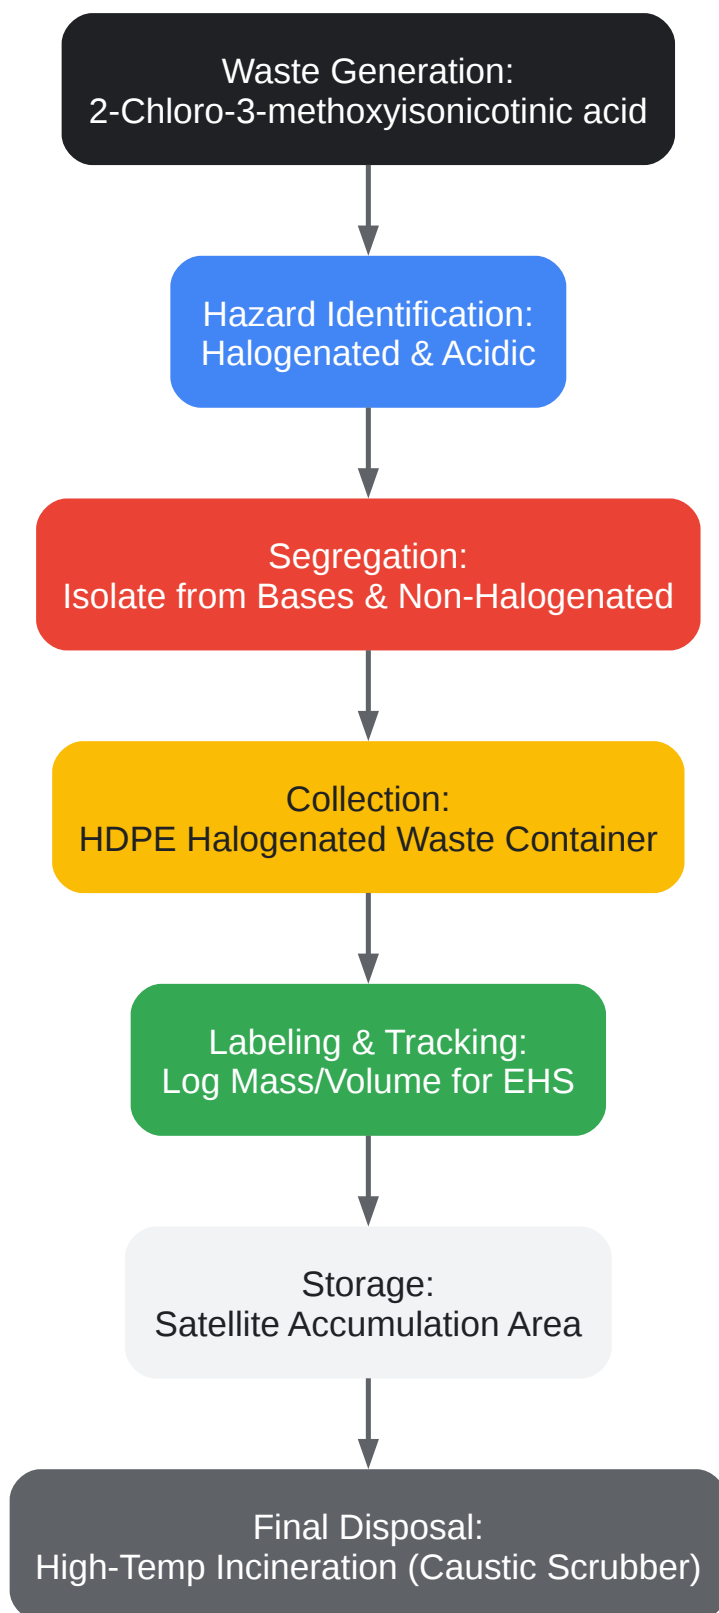 Waste Generation:
2-Chloro-3-methoxyisonicotinic acid
Hazard Identification:
Halogenated & Acidic
Segregation:
Isolate from Bases & Non-Halogenated
Collection:
HDPE Halogenated Waste Container
Labeling & Tracking:
Log Mass/Volume for EHS
Storage:
Satellite Accumulation Area
Final Disposal:
High-Temp Incineration (Caustic Scrubber)